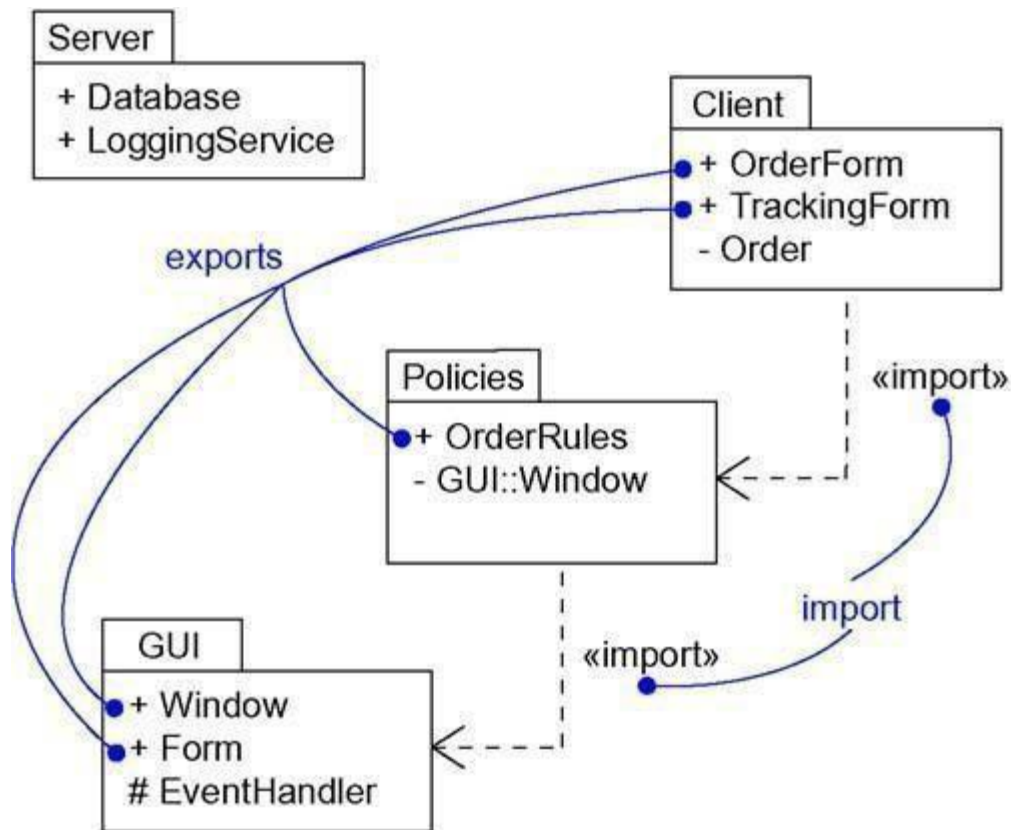 Server
+ Database
+ LoggingService
Client
+ OrderForm
+ TrackingForm
- Order
exports
Policies
+ OrderRules
- GUI::Window
«import»
import
«import»
GUI
+ Window
+ Form
# EventHandler